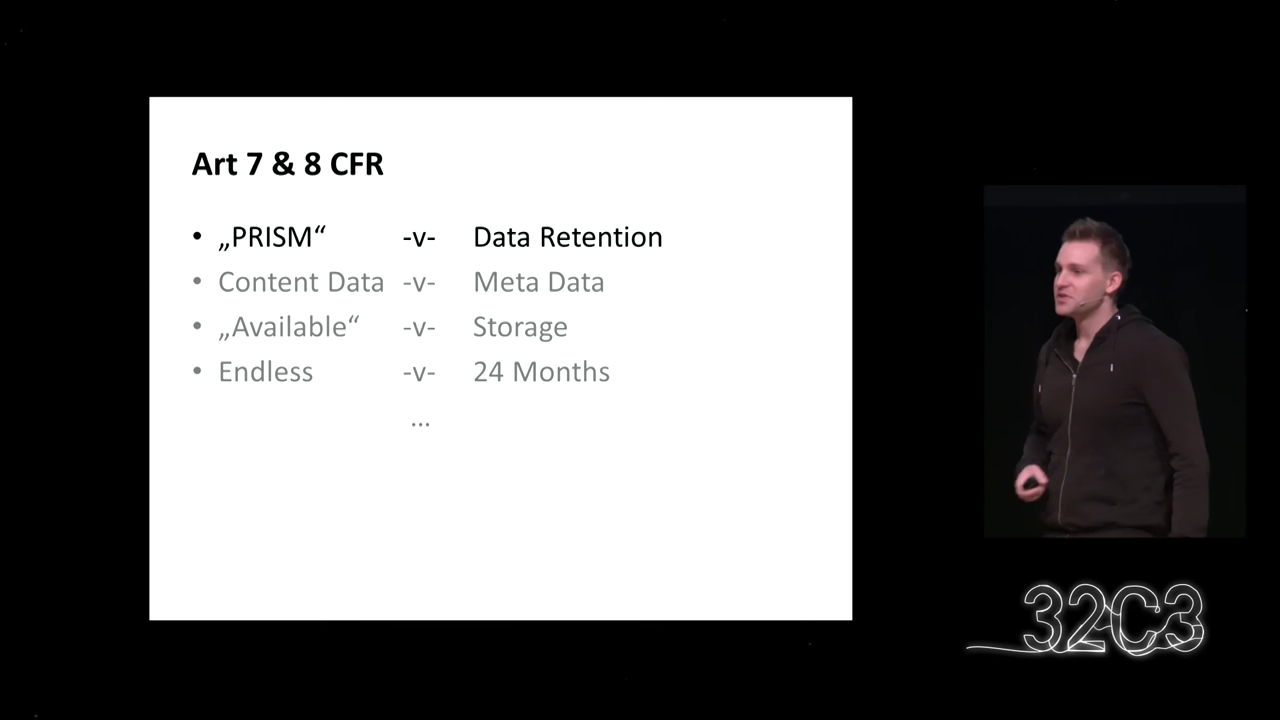 Art 7 & 8 CFR
• „PRISM“ -v- Data Retention
• Content Data -v- Meta Data
• „Available“ -v- Storage
• Endless -v- 24 Months
...
32C3